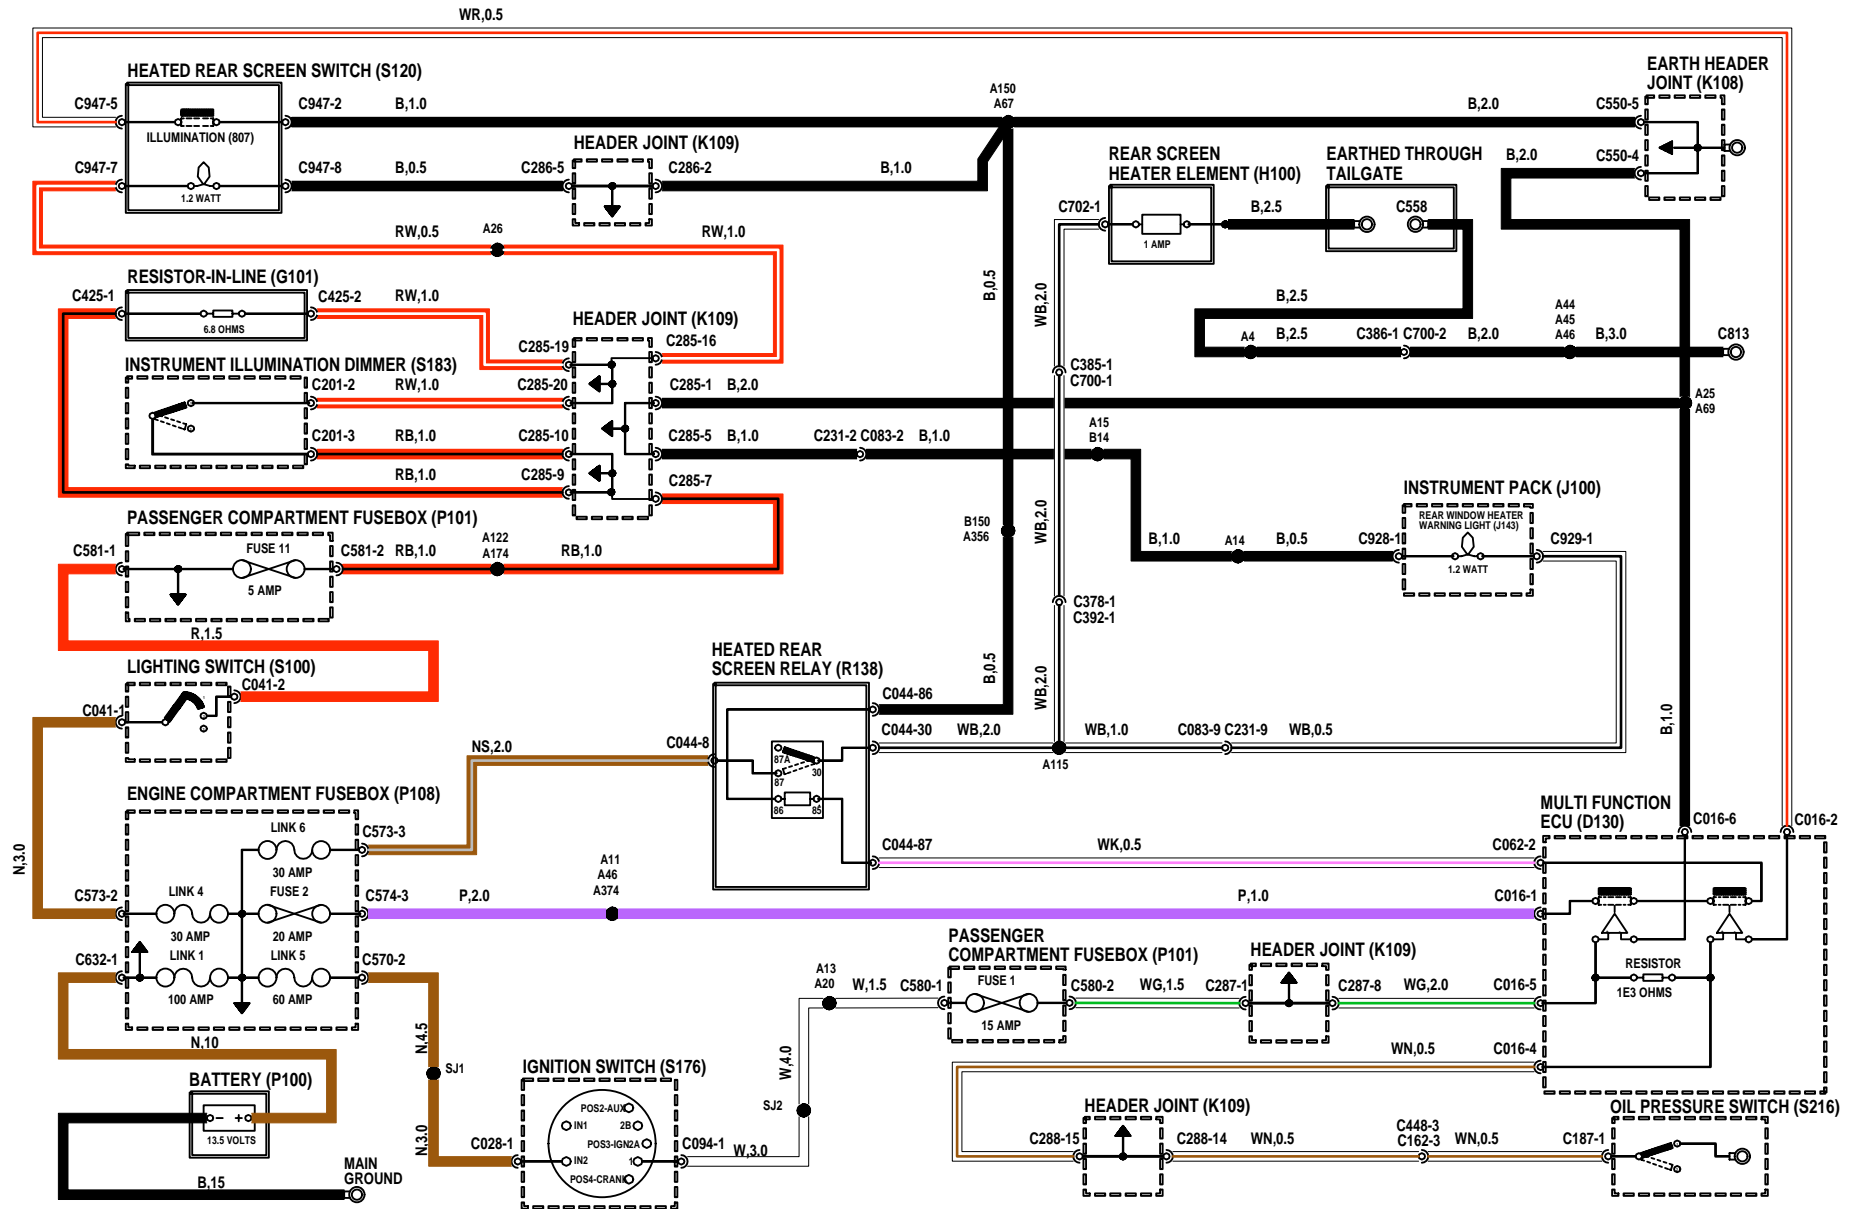 WR,0.5
HEATED REAR SCREEN SWITCH (S120)
C947-5
C947-2
B,1.0
ILLUMINATION (807)
C947-7
C947-8
B,0.5
1.2 WATT
HEADER JOINT (K109)
C286-5
C286-2
B,1.0
A150
A67
B,2.0
C550-5
EARTH HEADER
JOINT (K108)
B,2.0
C550-4
REAR SCREEN
HEATER ELEMENT (H100)
C702-1
1 AMP
B,2.5
EARTHED THROUGH
TAILGATE
C558
RW,0.5
A26
RW,1.0
RESISTOR-IN-LINE (G101)
C425-1
C425-2
RW,1.0
6.8 OHMS
B,0.5
WB,2.0
B,2.5
A4
B,2.5
C386-1 C700-2
B,2.0
A44
A45
A46
B,3.0
C813
HEADER JOINT (K109)
C285-19
C285-16
INSTRUMENT ILLUMINATION DIMMER (S183)
C201-2
RW,1.0
C285-20
C285-1
B,2.0
C385-1
C700-1
A25
A69
C201-3
RB,1.0
C285-10
C285-5
B,1.0
C231-2 C083-2
B,1.0
A15
B14
RB,1.0
C285-9
C285-7
PASSENGER COMPARTMENT FUSEBOX (P101)
C581-1
FUSE 11
5 AMP
C581-2
RB,1.0
A122
A174
RB,1.0
B150
A356
WB,2.0
B,1.0
A14
B,0.5
INSTRUMENT PACK (J100)
REAR WINDOW HEATER
WARNING LIGHT (J143)
C928-1
1.2 WATT
C929-1
R,1.5
C378-1
C392-1
LIGHTING SWITCH (S100)
C041-2
C041-1
HEATED REAR
SCREEN RELAY (R138)
B,0.5
WB,2.0
C044-86
C044-8
C044-30
WB,2.0
WB,1.0
C083-9 C231-9
WB,0.5
B,1.0
87A
87
30
86
85
A115
NS,2.0
ENGINE COMPARTMENT FUSEBOX (P108)
N,3.0
LINK 6
30 AMP
C573-3
C573-2
LINK 4
30 AMP
FUSE 2
20 AMP
C574-3
P,2.0
A11
A46
A374
C044-87
WK,0.5
C062-2
P,1.0
C016-1
MULTI FUNCTION
ECU (D130)
C016-6
C016-2
C632-1
LINK 1
100 AMP
LINK 5
60 AMP
C570-2
RESISTOR
1E3 OHMS
PASSENGER
COMPARTMENT FUSEBOX (P101)
A13
A20
W,1.5
C580-1
FUSE 1
15 AMP
C580-2
WG,1.5
HEADER JOINT (K109)
C287-1
C287-8
WG,2.0
C016-5
N,10
N,4.5
SJ1
WN,0.5
C016-4
BATTERY (P100)
- +
13.5 VOLTS
IGNITION SWITCH (S176)
POS2-AUX
IN1
2B
POS3-IGN2A
IN2
1
POS4-CRANK
N,3.0
C028-1
C094-1
W,3.0
W,4.0
SJ2
HEADER JOINT (K109)
C288-15
C288-14
WN,0.5
C448-3
C162-3
WN,0.5
C187-1
OIL PRESSURE SWITCH (S216)
MAIN
GROUND
B,15